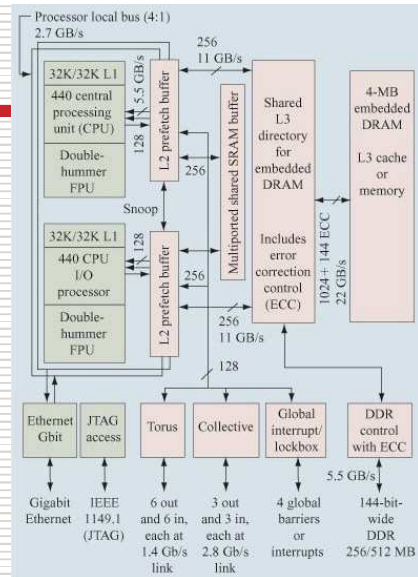 Processor local bus (4:1)
2.7 GB/s
32K/32K L1
440 central
processing
unit (CPU)
Double-
hummer
FPU
5.5 GB/s
128
L2 prefetch buffer
256
11 GB/s
256
Snoop
Multiported shared SRAM buffer
Shared
L3
directory
for
embedded
DRAM
Includes
error
correction
control
(ECC)
1024 + 144 ECC
22 GB/s
4-MB
embedded
DRAM
L3 cache
or
memory
32K/32K L1
440 CPU
I/O
processor
Double-
hummer
FPU
128
L2 prefetch buffer
256
256
11 GB/s
128
Ethernet
Gbit
JTAG
access
Torus
Collective
Global
interrupt/
lockbox
DDR
control
with ECC
5.5 GB/s
Gigabit
Ethernet
IEEE
1149.1
(JTAG)
6 out
and 6 in,
each at
1.4 Gb/s
link
3 out
and 3 in,
each at
2.8 Gb/s
link
4 global
barriers
or
interrupts
144-bit-
wide
DDR
256/512 MB